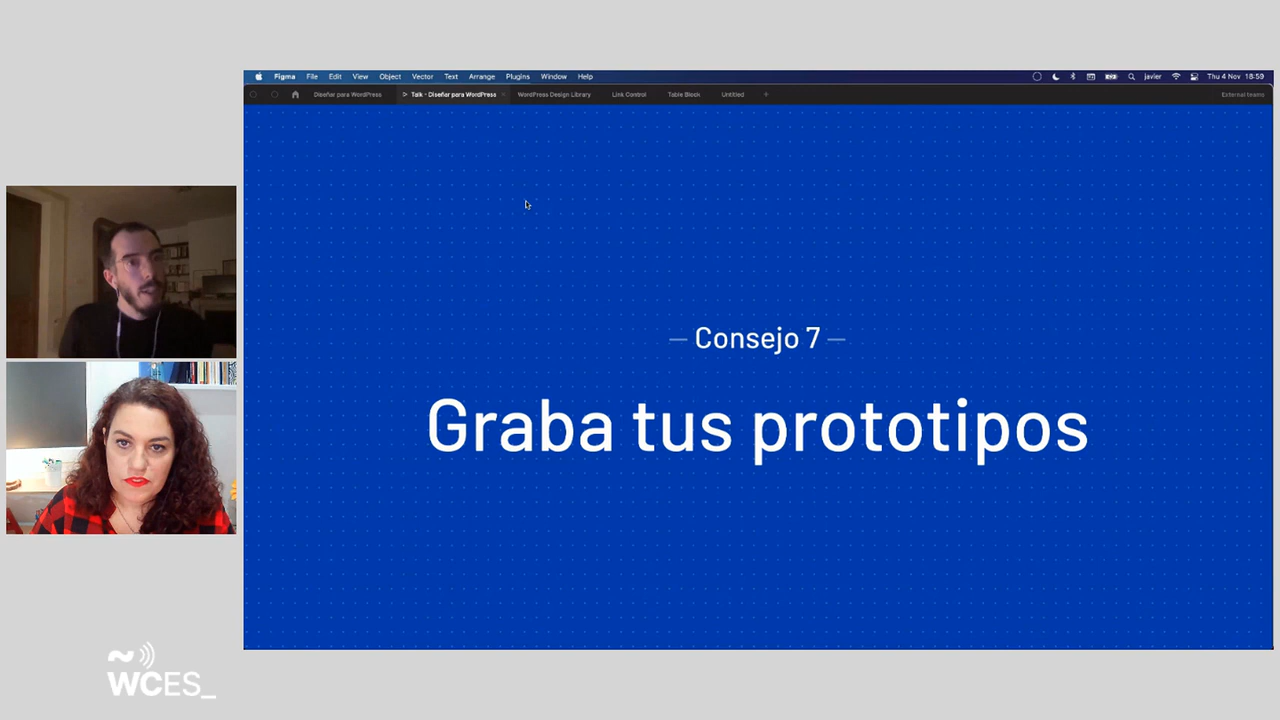 Figma File Edit View Object Vector Text Arrange Plugins Window Help javier Thu 4 Nov 18:59
Diseñar para WordPress Talk - Diseñar para WordPress WordPress Design Library Link Control Table Block Untitled External teams
— Consejo 7 —
Graba tus prototipos
~
WCES_